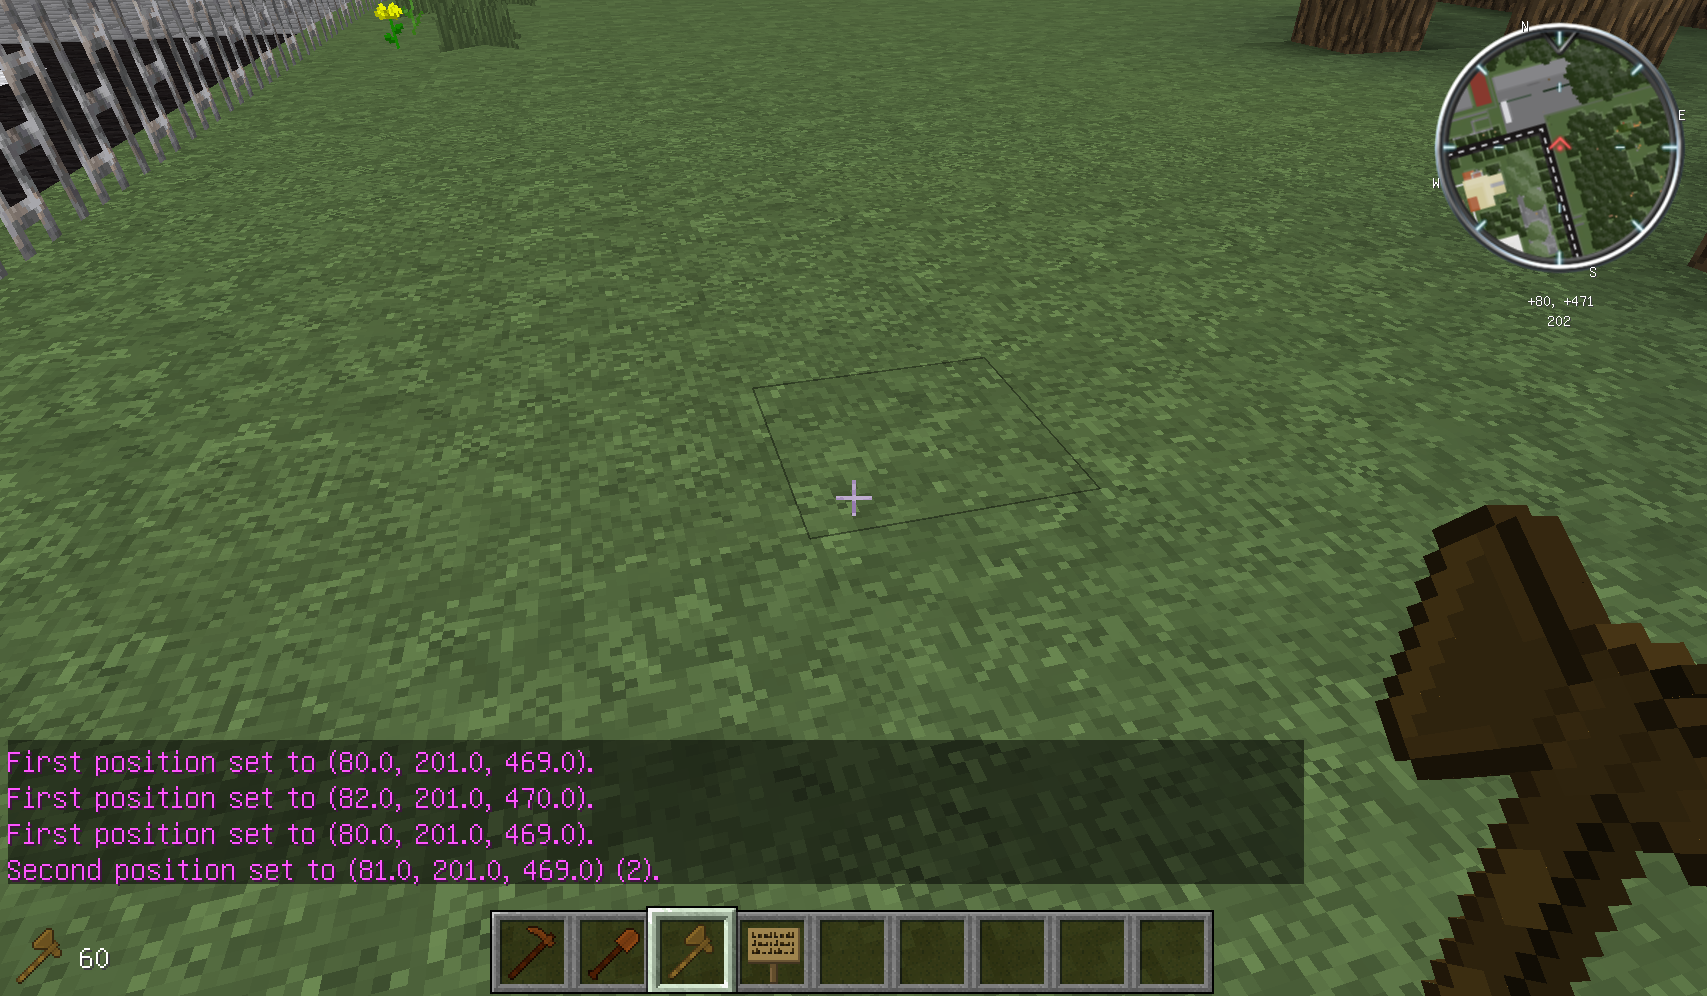 N
E
W
S
+80, +471
202
First position set to (80.0, 201.0, 469.0).
First position set to (82.0, 201.0, 470.0).
First position set to (80.0, 201.0, 469.0).
Second position set to (81.0, 201.0, 469.0) (2).
60